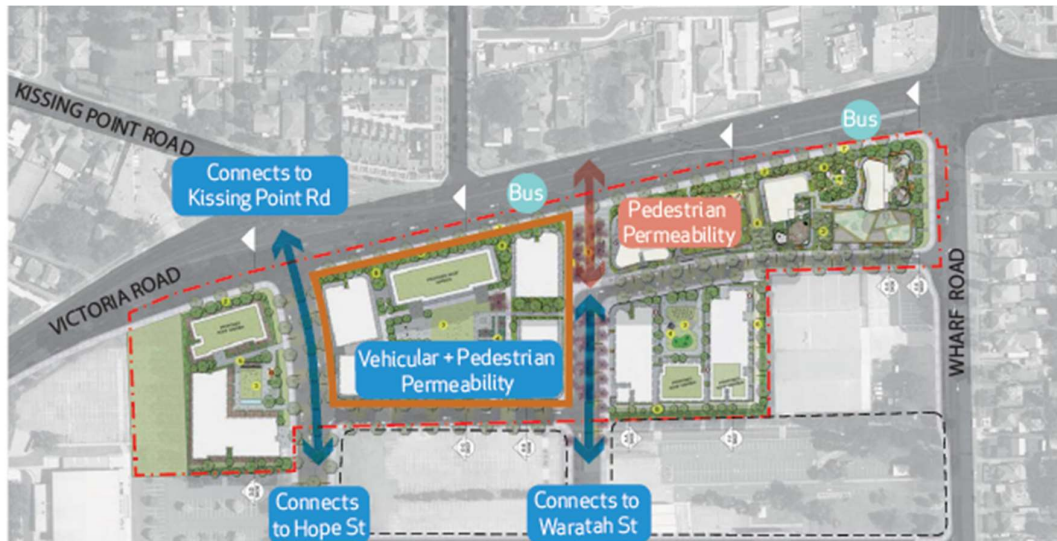 KISSING POINT ROAD
Connects to
Kissing Point Rd
Bus
Bus
Pedestrian
Permeability
VICTORIA ROAD
WHARF ROAD
Vehicular + Pedestrian
Permeability
Connects
to Hope St
Connects to
Waratah St